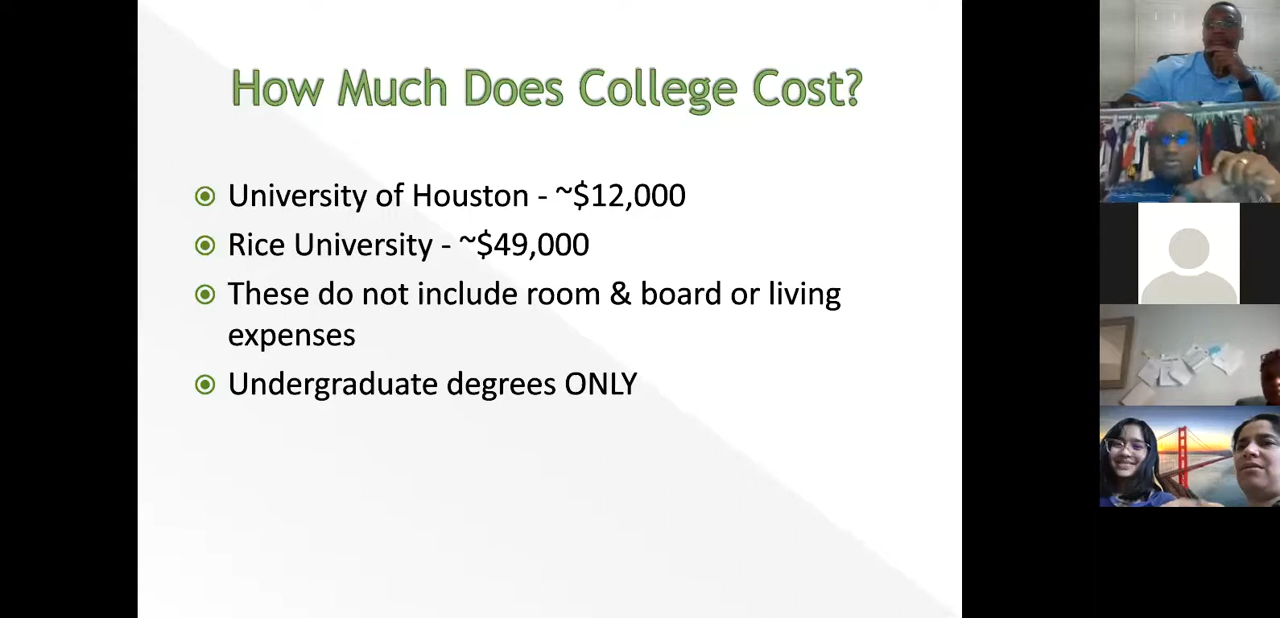 How Much Does College Cost?
University of Houston - ~$12,000
Rice University - ~$49,000
These do not include room & board or living
expenses
Undergraduate degrees ONLY